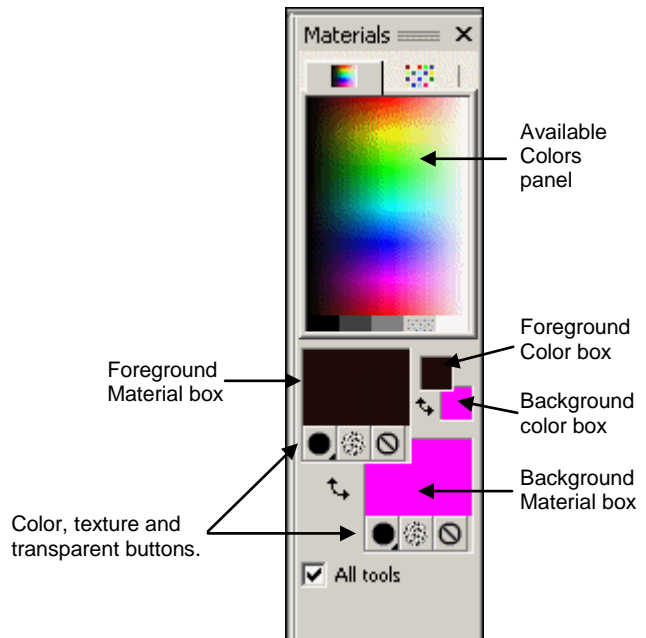 Materials
Available
Colors
panel
Foreground
Color box
Foreground
Material box
Background
color box
Background
Material box
Color, texture and
transparent buttons.
All tools